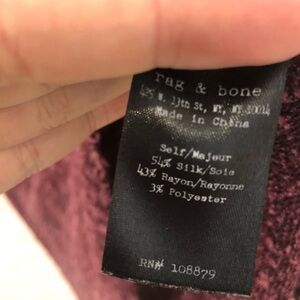 rag & bone
425 W. 13th St, NY, NY 10014
Made in China
Self/Majeur
54% Silk/Soie
43% Rayon/Rayonne
3% Polyester
RN# 108879